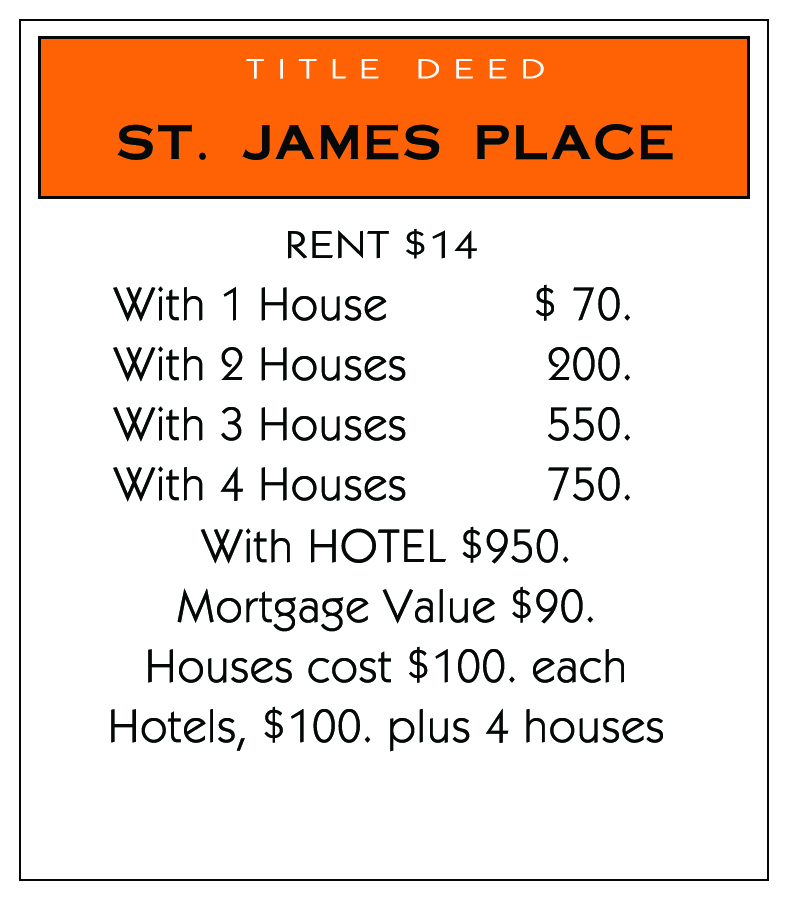 TITLE DEED
ST. JAMES PLACE
RENT $14
With 1 House $ 70.
With 2 Houses 200.
With 3 Houses 550.
With 4 Houses 750.
With HOTEL $950.
Mortgage Value $90.
Houses cost $100. each
Hotels, $100. plus 4 houses